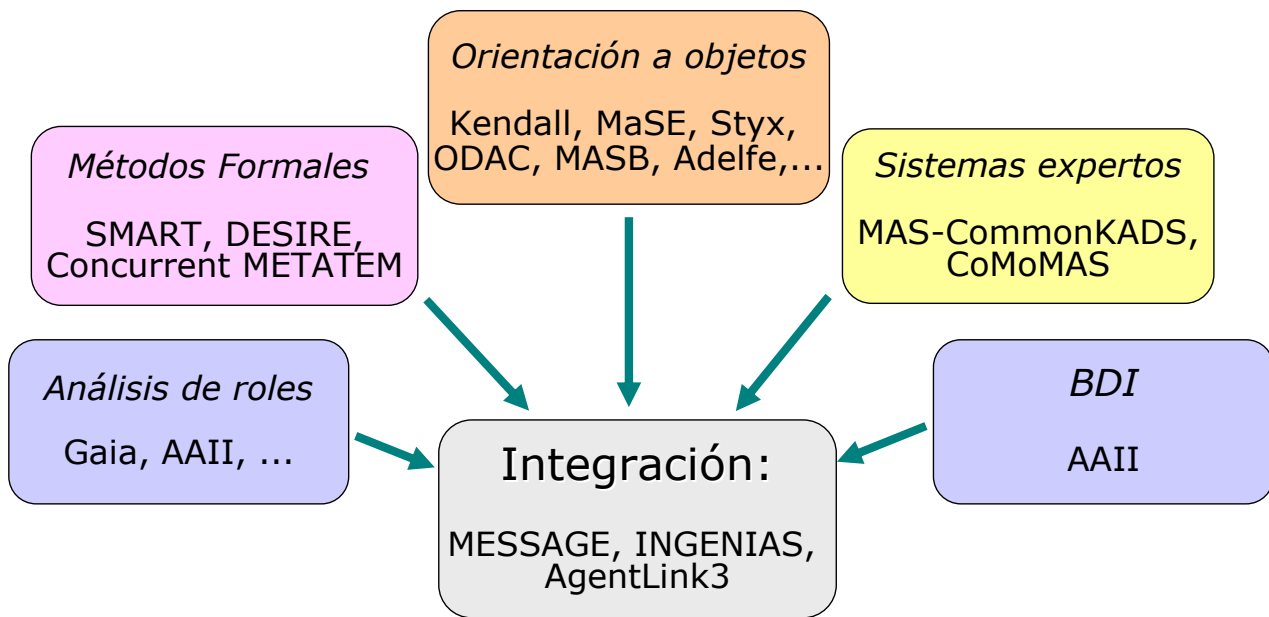 Orientación a objetos
Kendall, MaSE, Styx,
ODAC, MASB, Adelfe,...
Métodos Formales
SMART, DESIRE,
Concurrent METATEM
Sistemas expertos
MAS-CommonKADS,
CoMoMAS
Análisis de roles
Gaia, AAII, ...
BDI
AAII
Integración:
MESSAGE, INGENIAS,
AgentLink3